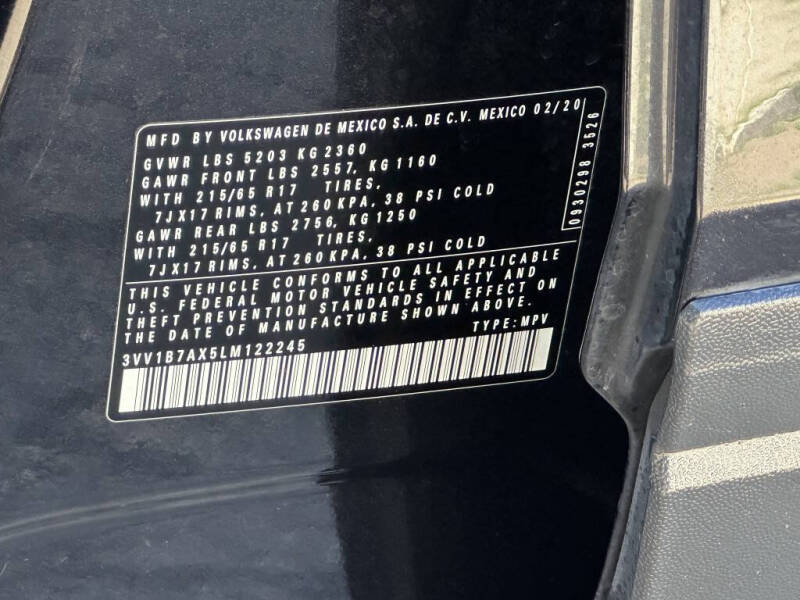 MFD BY VOLKSWAGEN DE MEXICO S.A. DE C.V. MEXICO 02/20
GVWR LBS 5203 KG 2360
GAWR FRONT LBS 2557, KG 1160
WITH 215/65 R17 TIRES,
7JX17 RIMS, AT 260 KPA, 38 PSI COLD
GAWR REAR LBS 2756, KG 1250
WITH 215/65 R17 TIRES,
7JX17 RIMS, AT 260 KPA, 38 PSI COLD
0930298 3526
THIS VEHICLE CONFORMS TO ALL APPLICABLE
U.S. FEDERAL MOTOR VEHICLE SAFETY AND
THEFT PREVENTION STANDARDS IN EFFECT ON
THE DATE OF MANUFACTURE SHOWN ABOVE.
3VV1B7AX5LM122245 TYPE: MPV